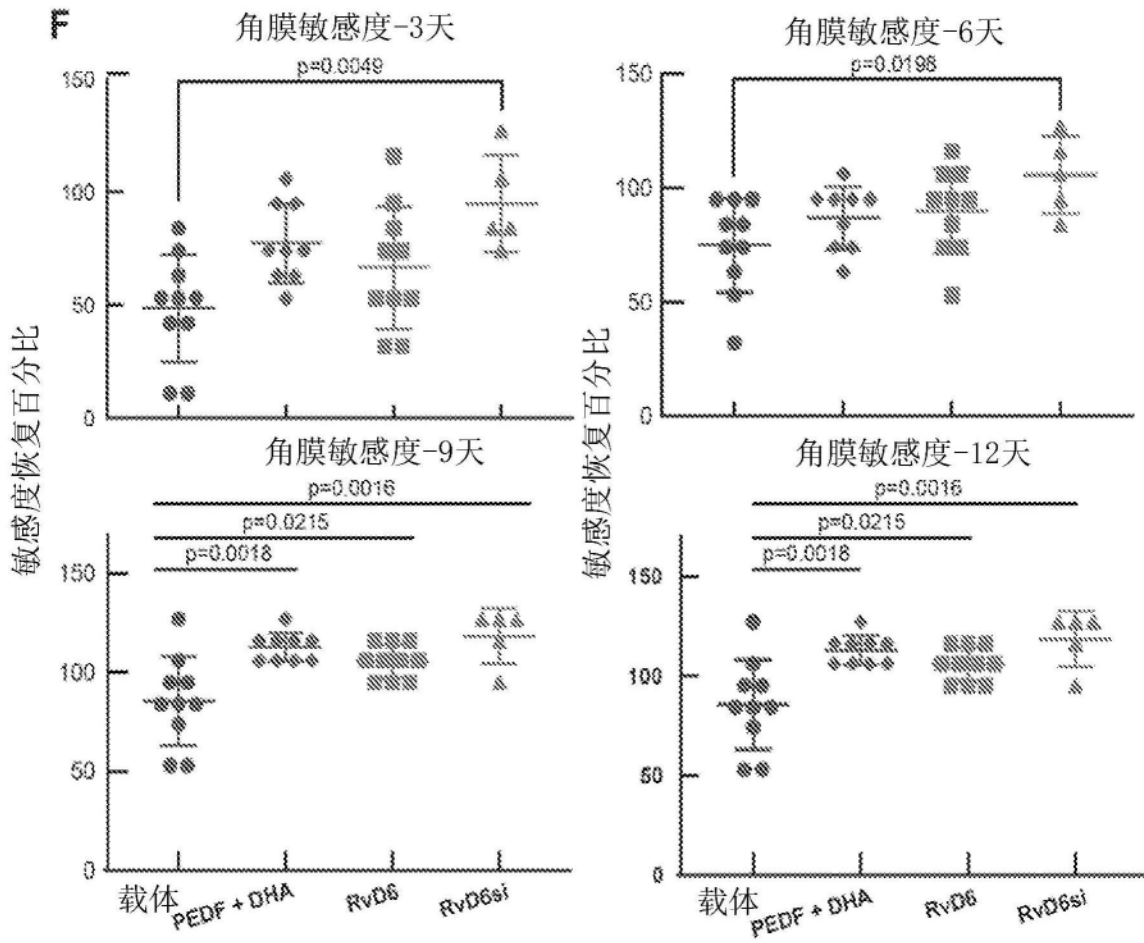 F
角膜敏感度-3天
p=0.0049
150
100
50
0
角膜敏感度-6天
p=0.0198
150
100
50
0
敏感度恢复百分比
敏感度恢复百分比
角膜敏感度-9天
p=0.0016
p=0.0215
p=0.0018
150
100
50
0
载体
PEDF + DHA
RvD6
RvD6si
角膜敏感度-12天
p=0.0016
p=0.0215
p=0.0018
150
100
50
0
载体
PEDF + DHA
RvD6
RvD6si